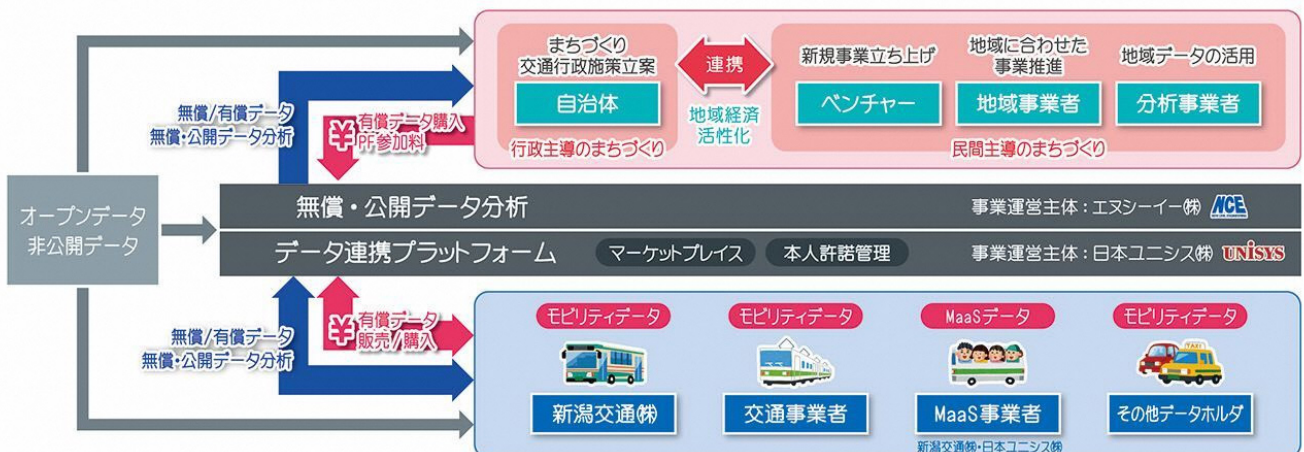 まちづくり
交通行政施策立案
自治体
行政主導のまちづくり
連携
地域経済
活性化
新規事業立ち上げ
ベンチャー
地域に合わせた
事業推進
地域事業者
地域データの活用
分析事業者
民間主導のまちづくり
無償/有償データ
無償・公開データ分析
¥ 有償データ購入
PF参加料
オープンデータ
非公開データ
無償・公開データ分析
事業運営主体：エヌシーイー㈱ NCE
データ連携プラットフォーム
マーケットプレイス
本人許諾管理
事業運営主体：日本ユニシス㈱ UNISYS
無償/有償データ
無償・公開データ分析
¥ 有償データ
販売/購入
モビリティデータ
新潟交通㈱
モビリティデータ
交通事業者
MaaSデータ
MaaS事業者
新潟交通㈱・日本ユニシス㈱
モビリティデータ
TAXI
その他データホルダ